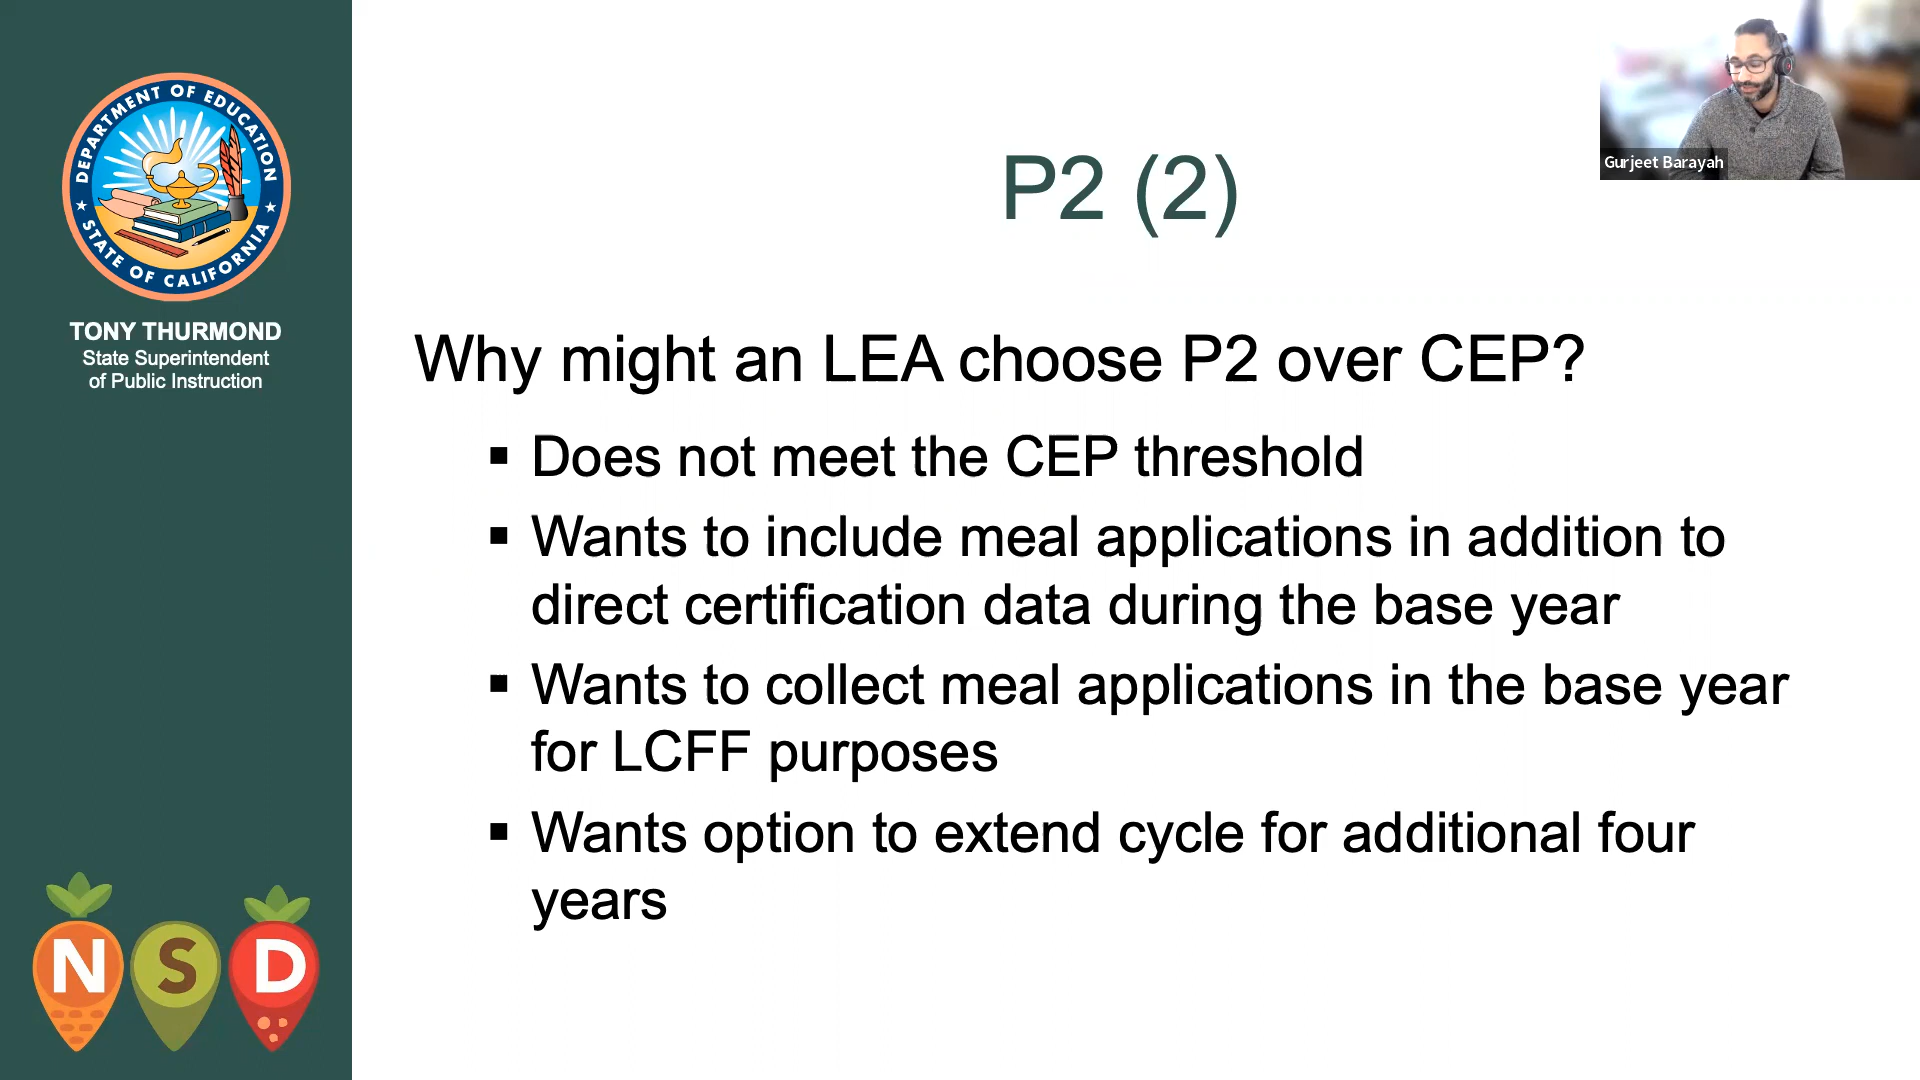 DEPARTMENT OF EDUCATION
STATE OF CALIFORNIA
TONY THURMOND
State Superintendent
of Public Instruction
N S D
P2 (2)
Why might an LEA choose P2 over CEP?
▪ Does not meet the CEP threshold
▪ Wants to include meal applications in addition to
direct certification data during the base year
▪ Wants to collect meal applications in the base year
for LCFF purposes
▪ Wants option to extend cycle for additional four
years
Gurjeet Barayah